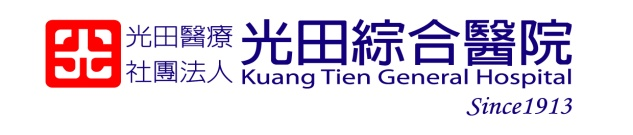 光田醫療
社團法人
光田綜合醫院
Kuang Tien General Hospital
Since1913